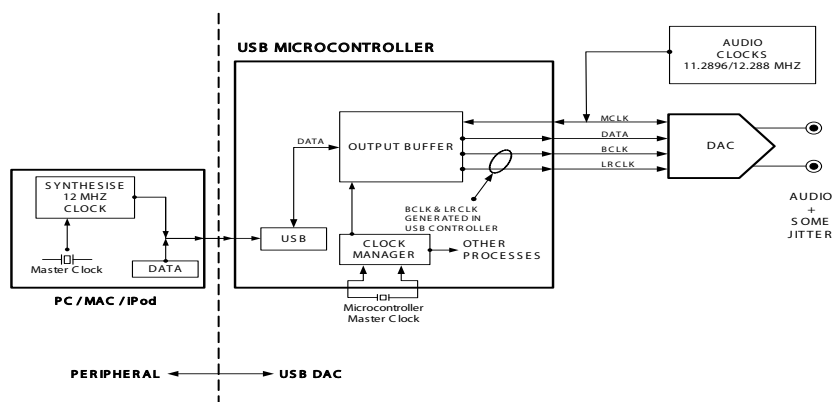 USB MICROCONTROLLER
AUDIO
CLOCKS
11.2896/12.288 MHZ
MCLK
DATA
BCLK
LRCLK
DATA
OUTPUT BUFFER
DAC
SYNTHESISE
12 MHZ
CLOCK
Master Clock
DATA
PC/MAC/IPod
USB
BCLK & LRCLK
GENERATED IN
USB CONTROLLER
CLOCK
MANAGER
OTHER
PROCESSES
Microcontroller
Master Clock
AUDIO
+
SOME
JITTER
PERIPHERAL
USB DAC